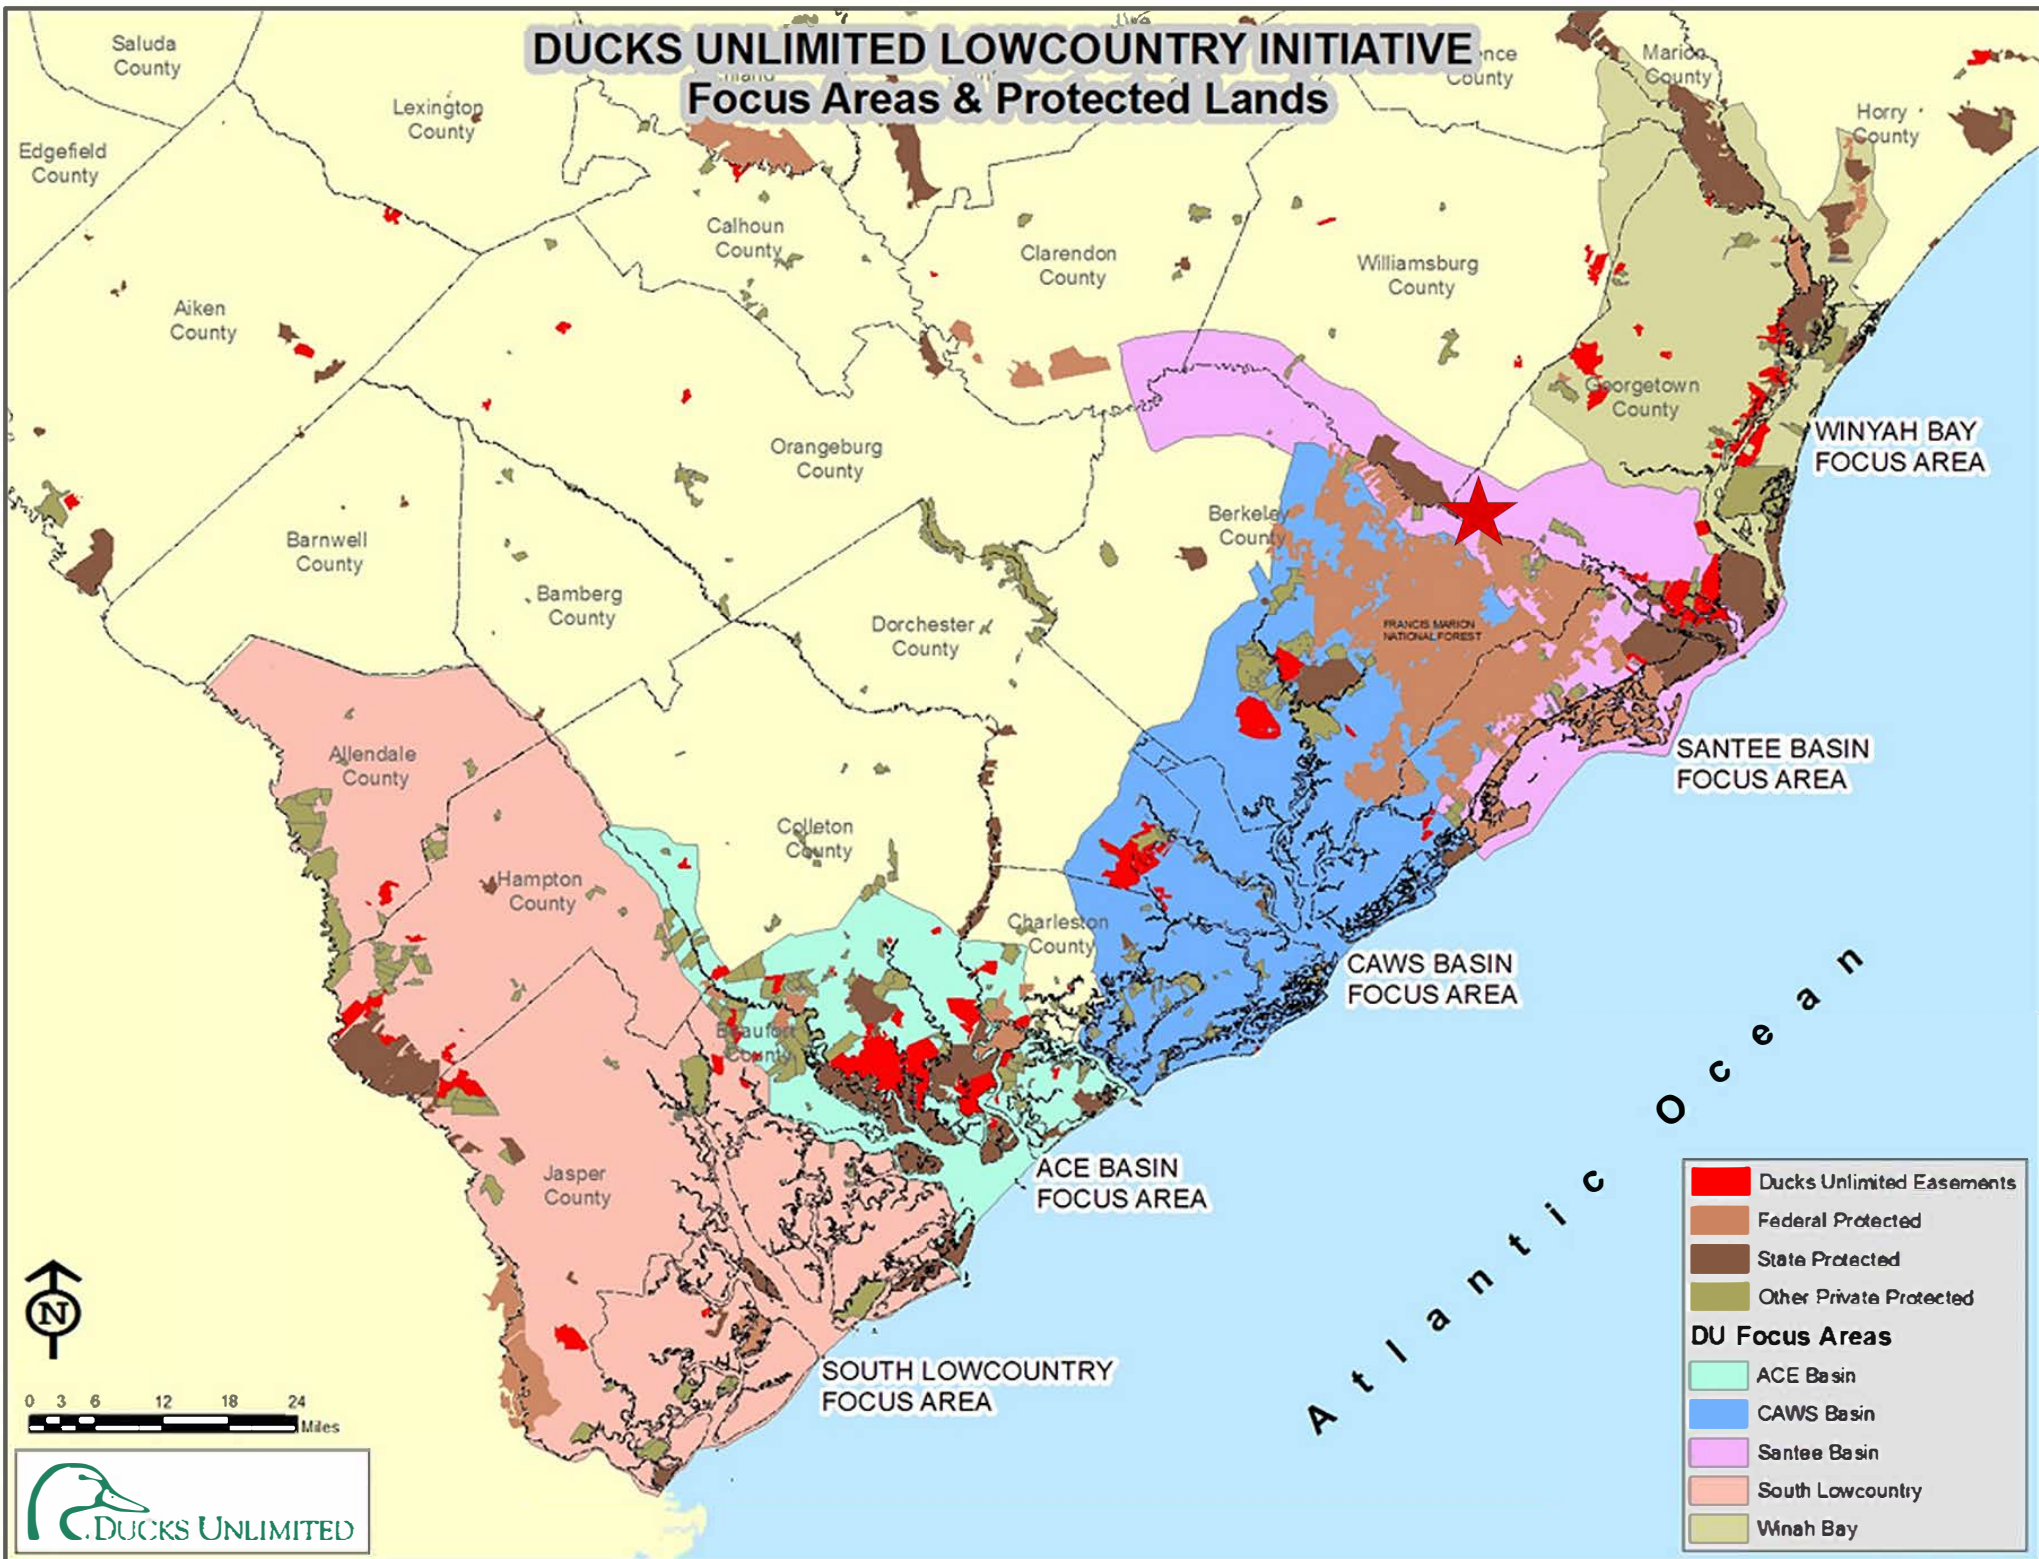 DUCKS UNLIMITED LOWCOUNTRY INITIATIVE
Focus Areas & Protected Lands
Saluda
County
Lexington
County
Edgefield
County
County
Marion
County
Horry
County
Calhoun
County
Clarendon
County
Williamsburg
County
Aiken
County
Georgetown
County
Orangeburg
County
WINYAH BAY
FOCUS AREA
Berkeley
County
Barnwell
County
Bamberg
County
Dorchester
County
FRANCIS MARION
NATIONAL FOREST
Allendale
County
SANTEE BASIN
FOCUS AREA
Colleton
County
Hampton
County
Charleston
County
CAWS BASIN
FOCUS AREA
Beaufort
County
Jasper
County
ACE BASIN
FOCUS AREA
Atlantic Ocean
SOUTH LOWCOUNTRY
FOCUS AREA
N
0 3 6 12 18 24
Miles
DUCKS UNLIMITED
Ducks Unlimited Easements
Federal Protected
State Protected
Other Private Protected
DU Focus Areas
ACE Basin
CAWS Basin
Santee Basin
South Lowcountry
Winah Bay